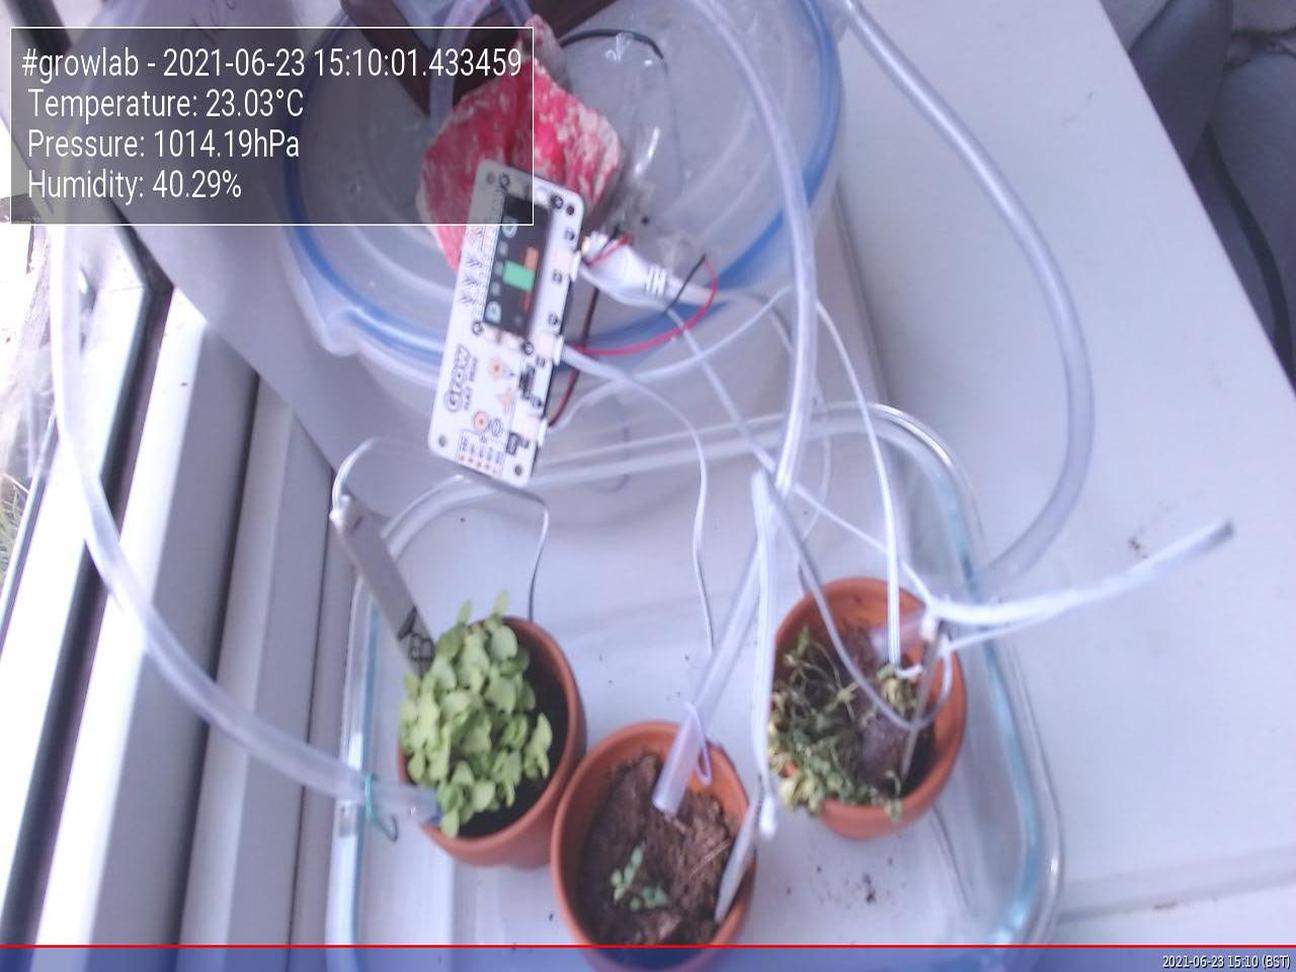 #growlab - 2021-06-23 15:10:01.433459
Temperature: 23.03°C
Pressure: 1014.19hPa
Humidity: 40.29%
Grow
2021-06-23 15:10 (BST)